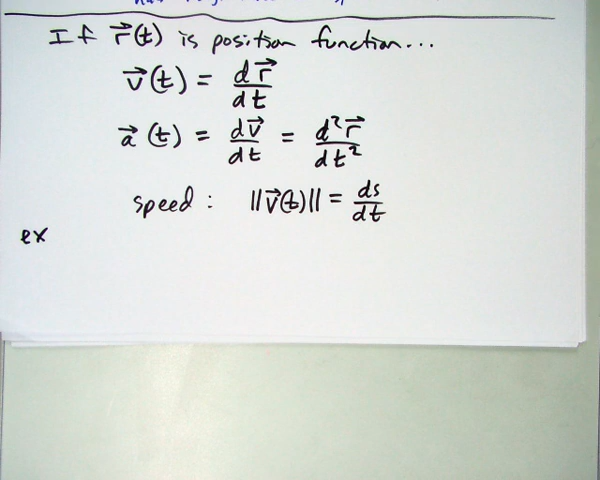 If r⃗(t) is position function...
v⃗(t) = dr⃗/dt
a⃗(t) = dv⃗/dt = d²r⃗/dt²
speed: ||v⃗(t)|| = ds/dt
ex